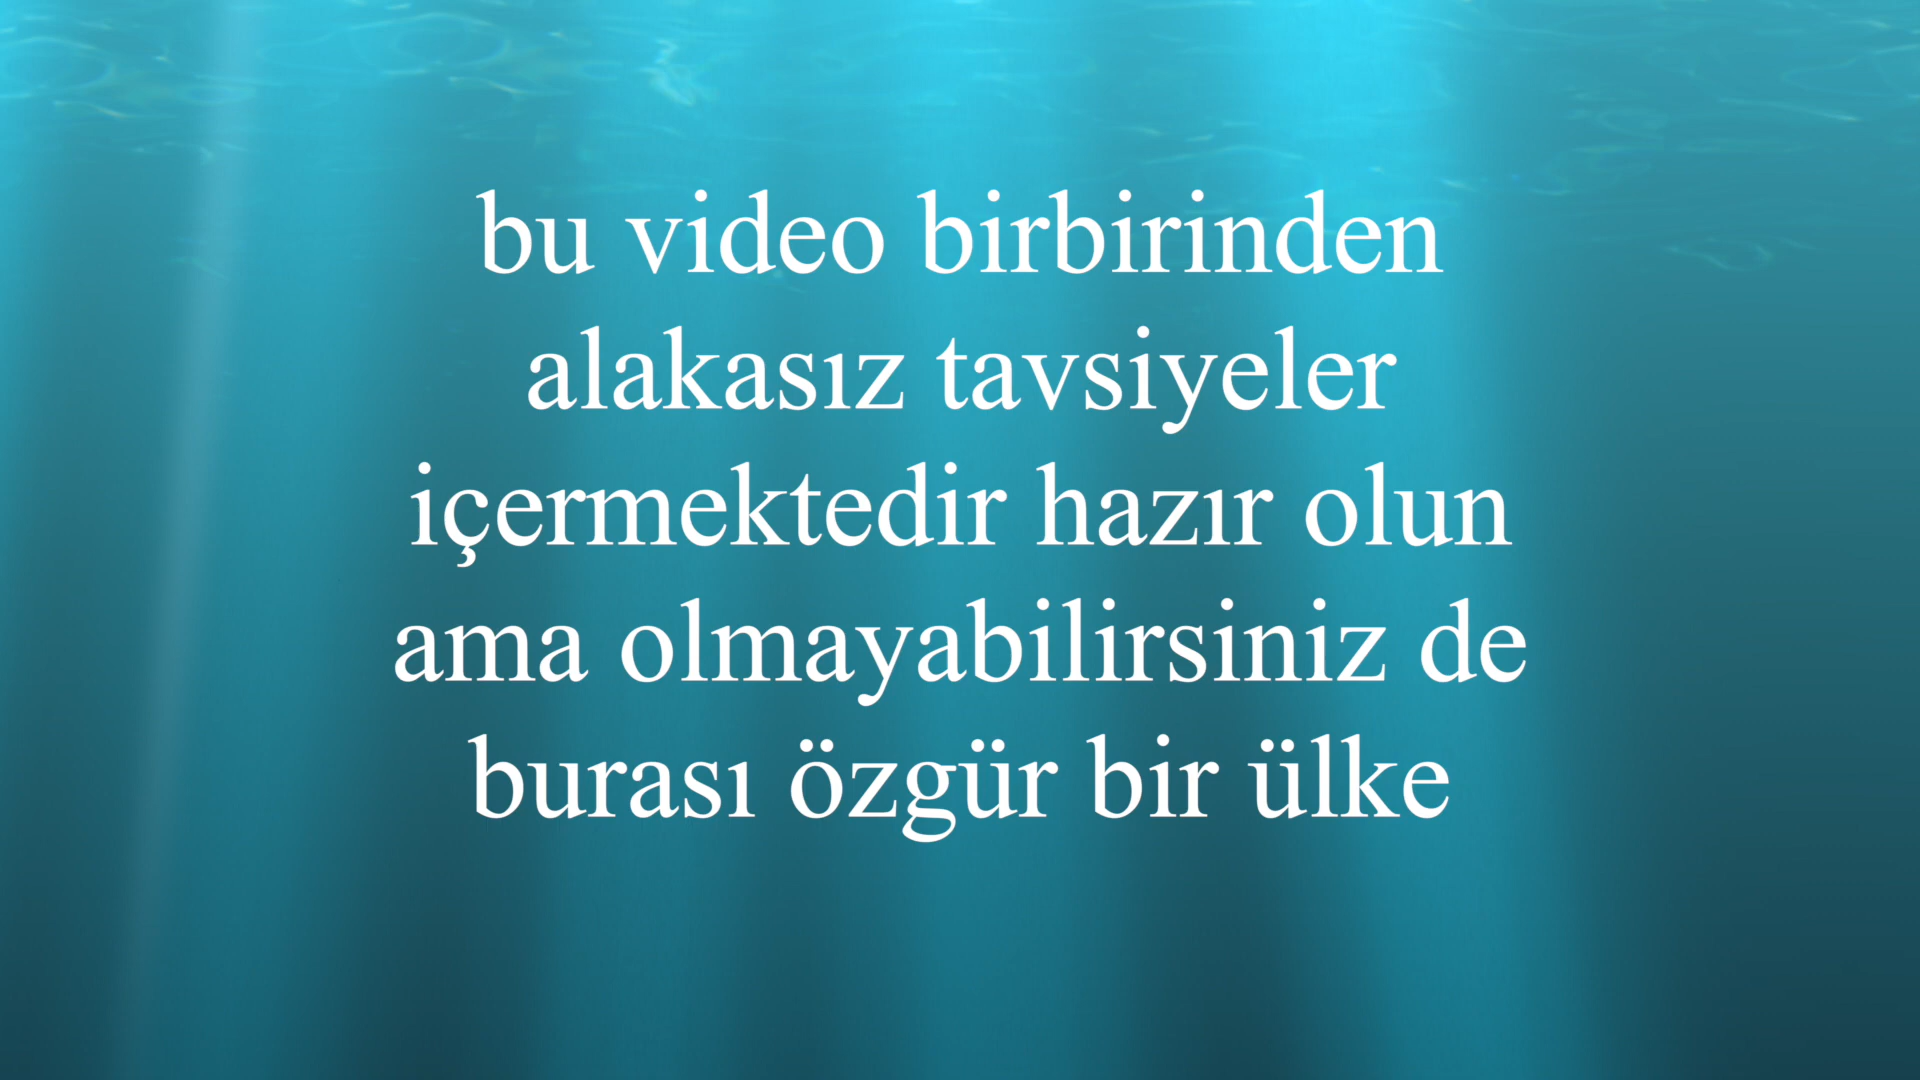 bu video birbirinden
alakasız tavsiyeler
içermektedir hazır olun
ama olmayabilirsiniz de
burası özgür bir ülke